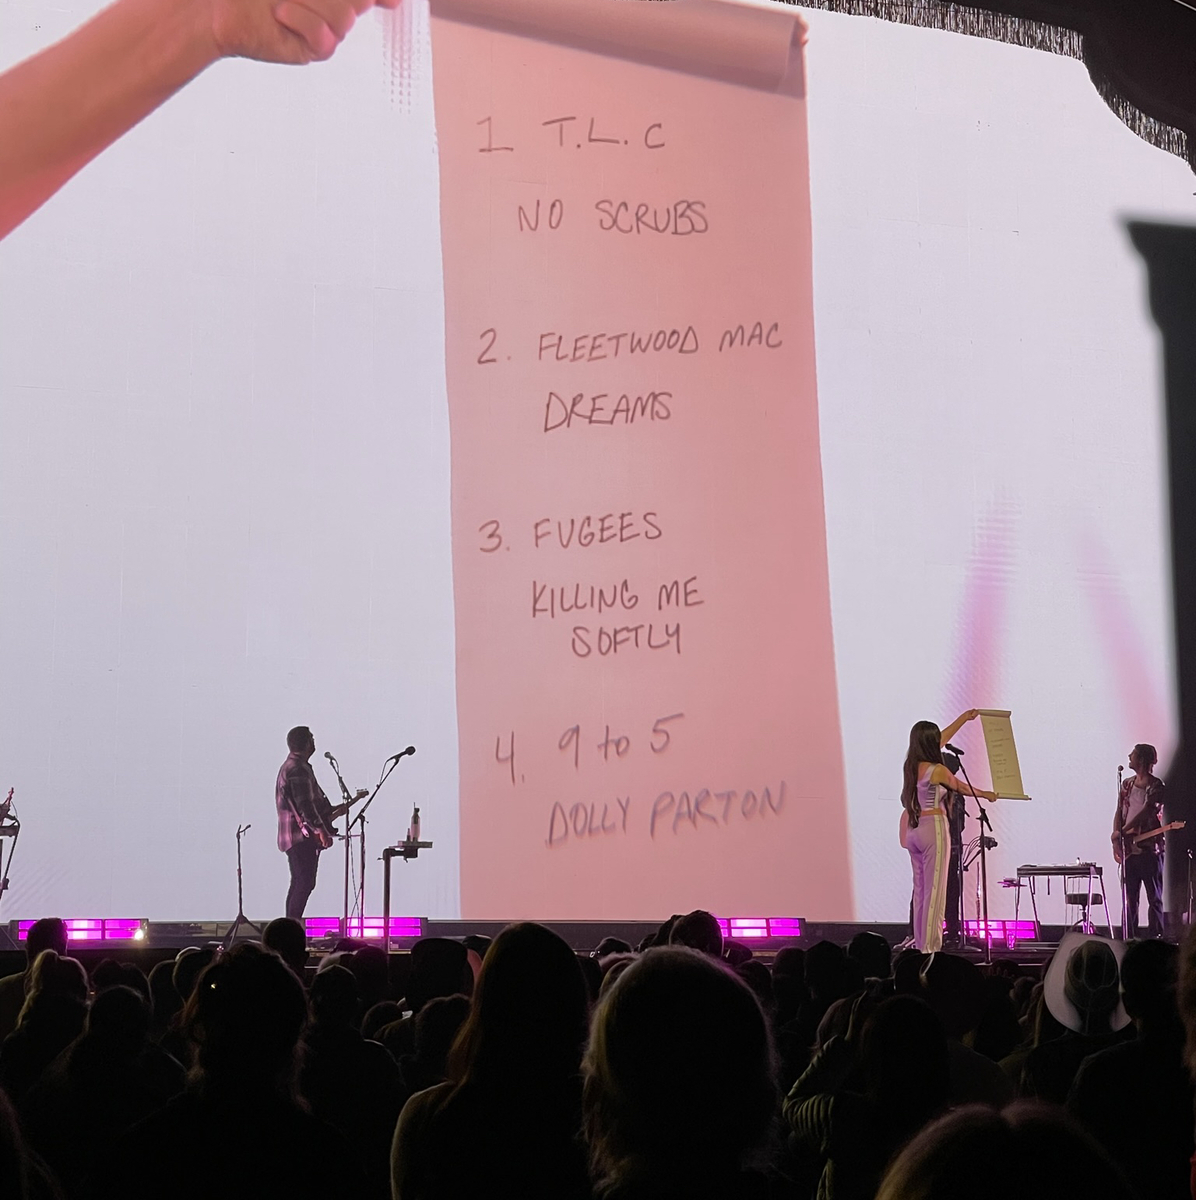 1 T.L.C
NO SCRUBS
2. FLEETWOOD MAC
DREAMS
3. FUGEES
KILLING ME
SOFTLY
4. 9 to 5
DOLLY PARTON